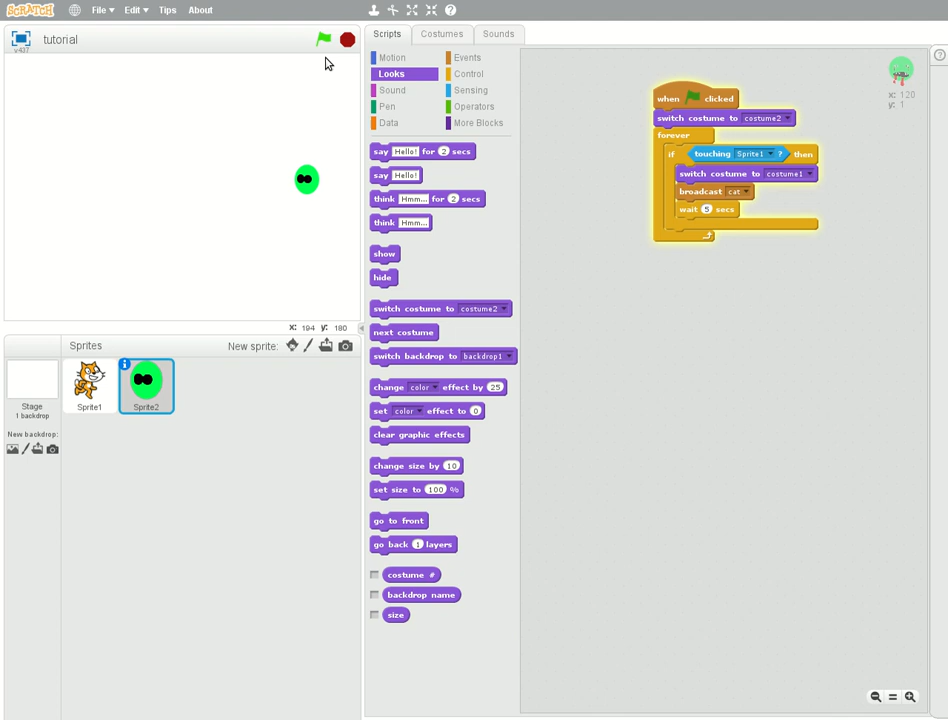 SCRATCH File Edit Tips About
tutorial
v437
x: 194 y: 180
Sprites New sprite:
Stage
1 backdrop
New backdrop:
Sprite1
Sprite2
Scripts Costumes Sounds
Motion Events
Looks Control
Sound Sensing
Pen Operators
Data More Blocks
say Hello! for 2 secs
say Hello!
think Hmm... for 2 secs
think Hmm...
show
hide
switch costume to costume2
next costume
switch backdrop to backdrop1
change color effect by 25
set color effect to 0
clear graphic effects
change size by 10
set size to 100 %
go to front
go back 1 layers
costume #
backdrop name
size
when clicked
switch costume to costume2
forever
if touching Sprite1 ? then
switch costume to costume1
broadcast cat
wait 5 secs
x: 120
y: 1